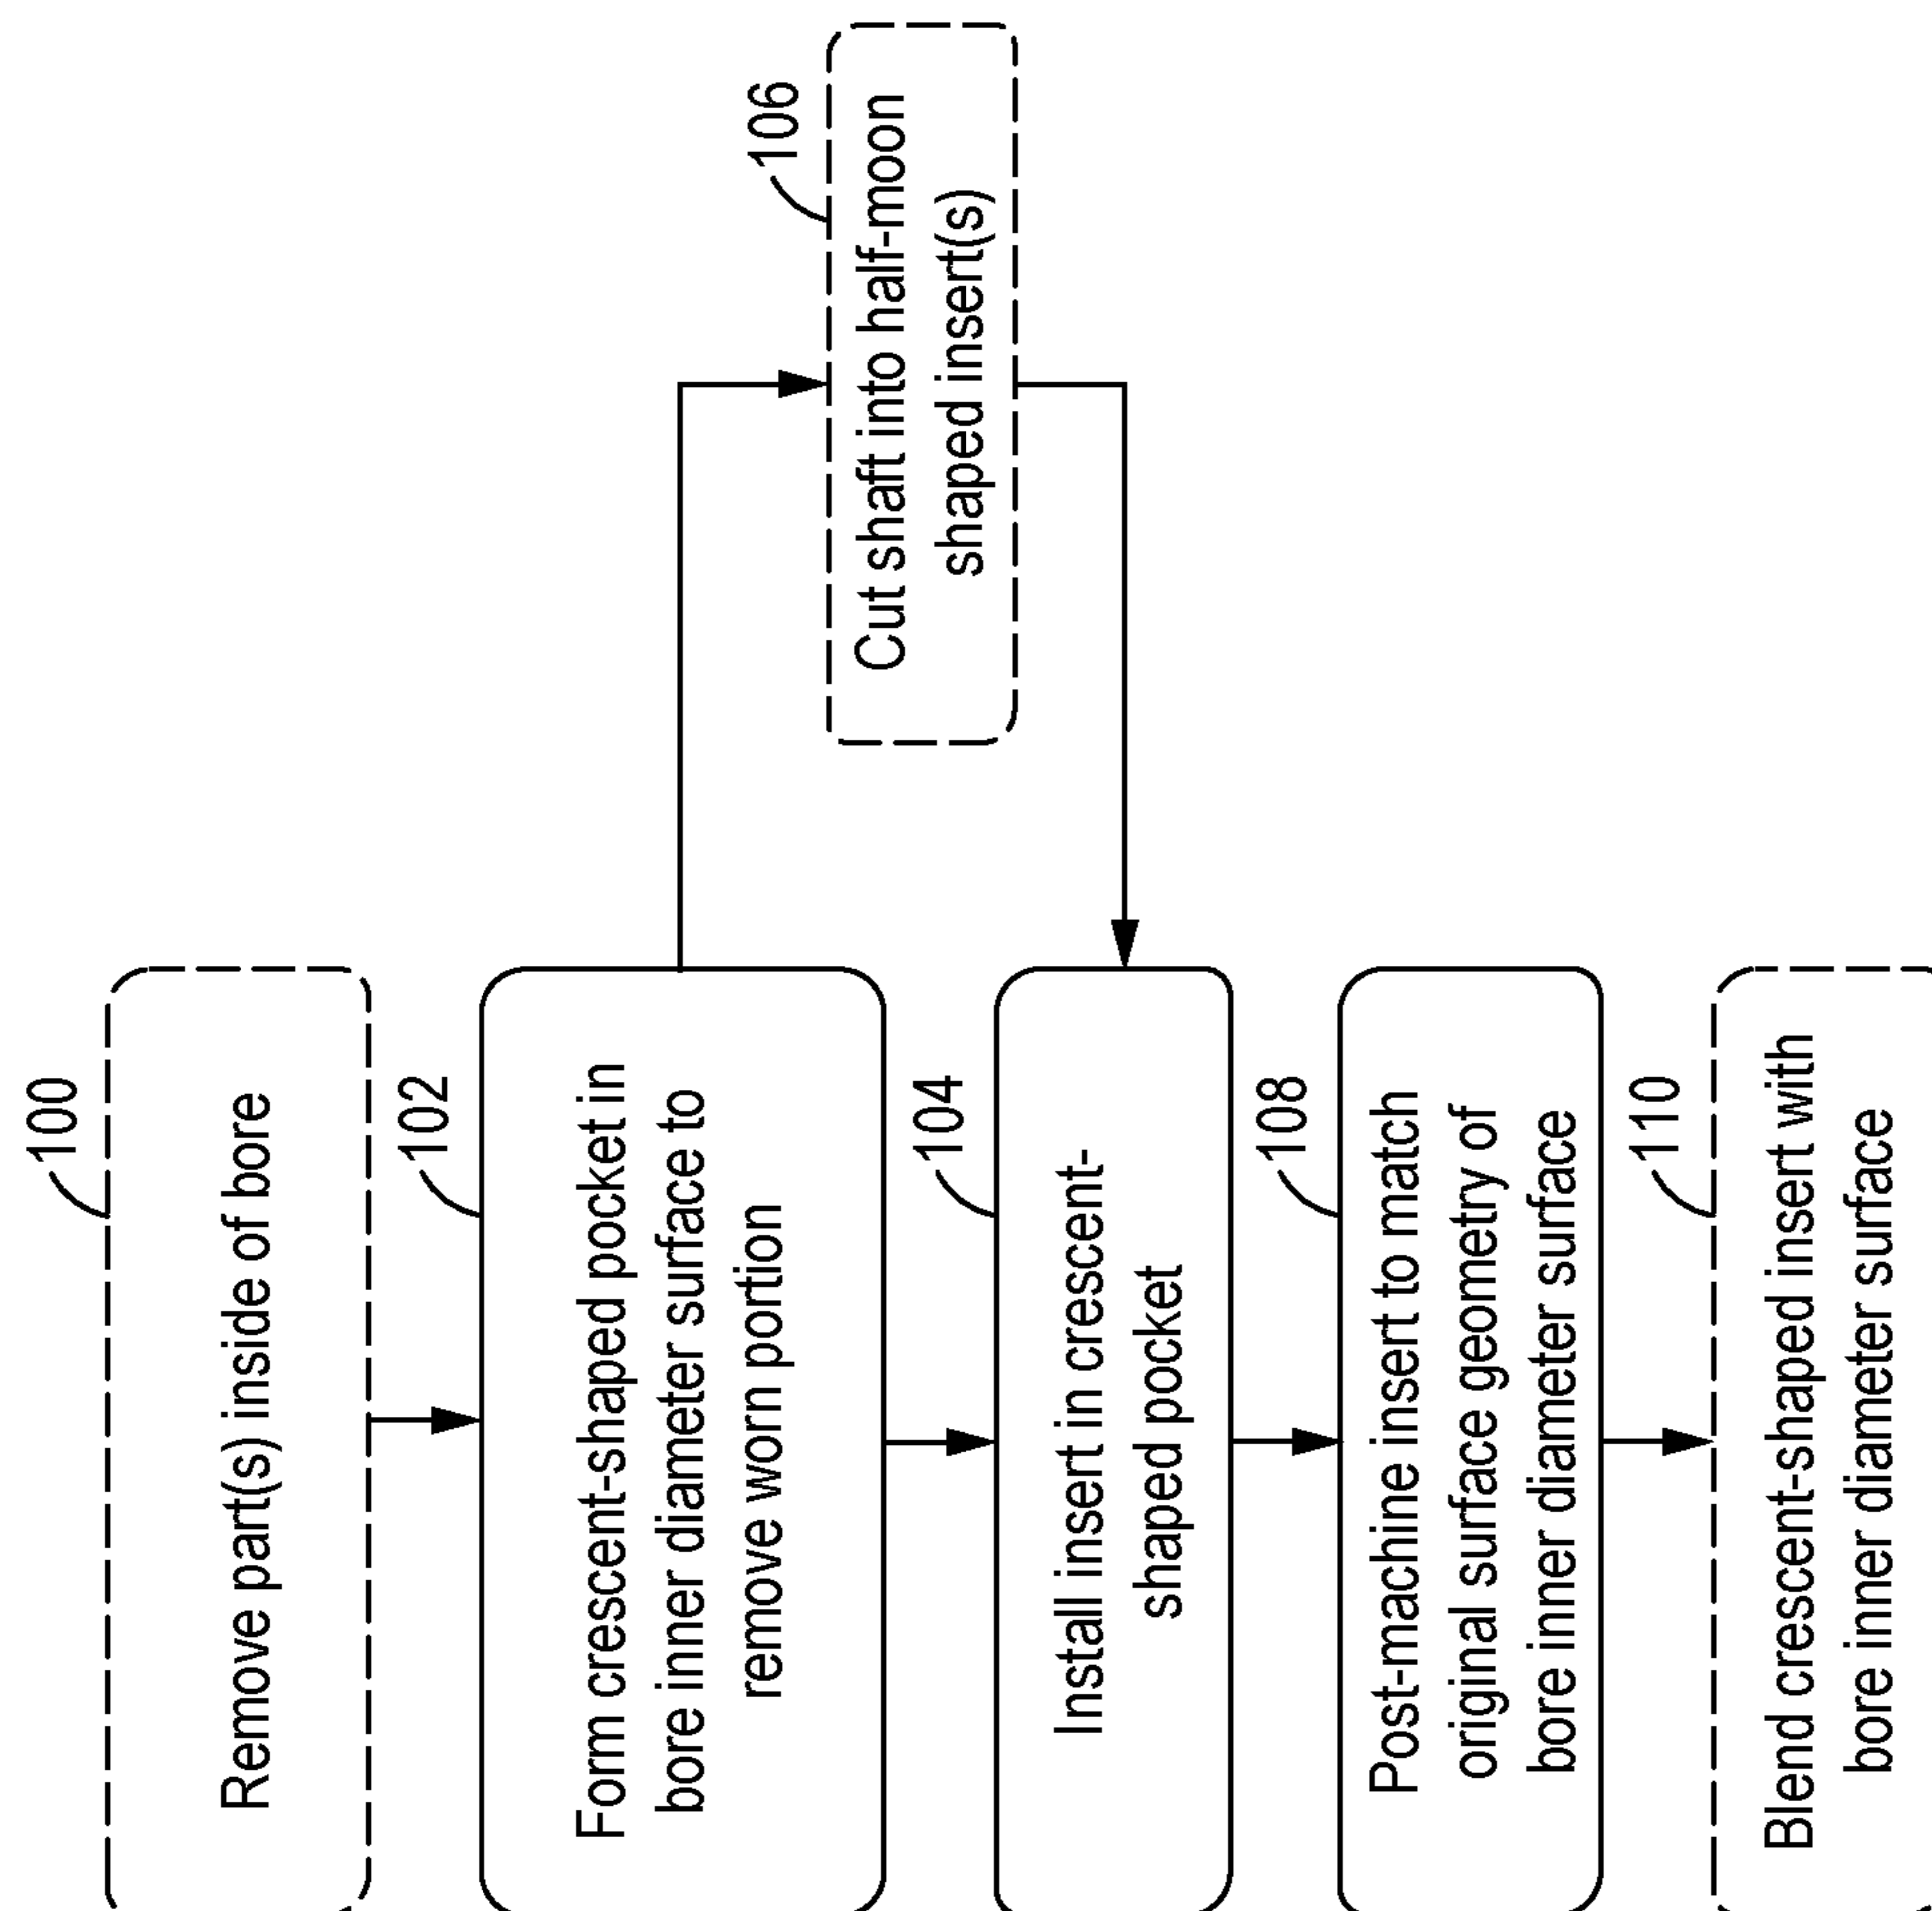 100
Remove part(s) inside of bore
102
Form crescent-shaped pocket in
bore inner diameter surface to
remove worn portion
106
Cut shaft into half-moon
shaped insert(s)
104
Install insert in crescent-
shaped pocket
108
Post-machine insert to match
original surface geometry of
bore inner diameter surface
110
Blend crescent-shaped insert with
bore inner diameter surface